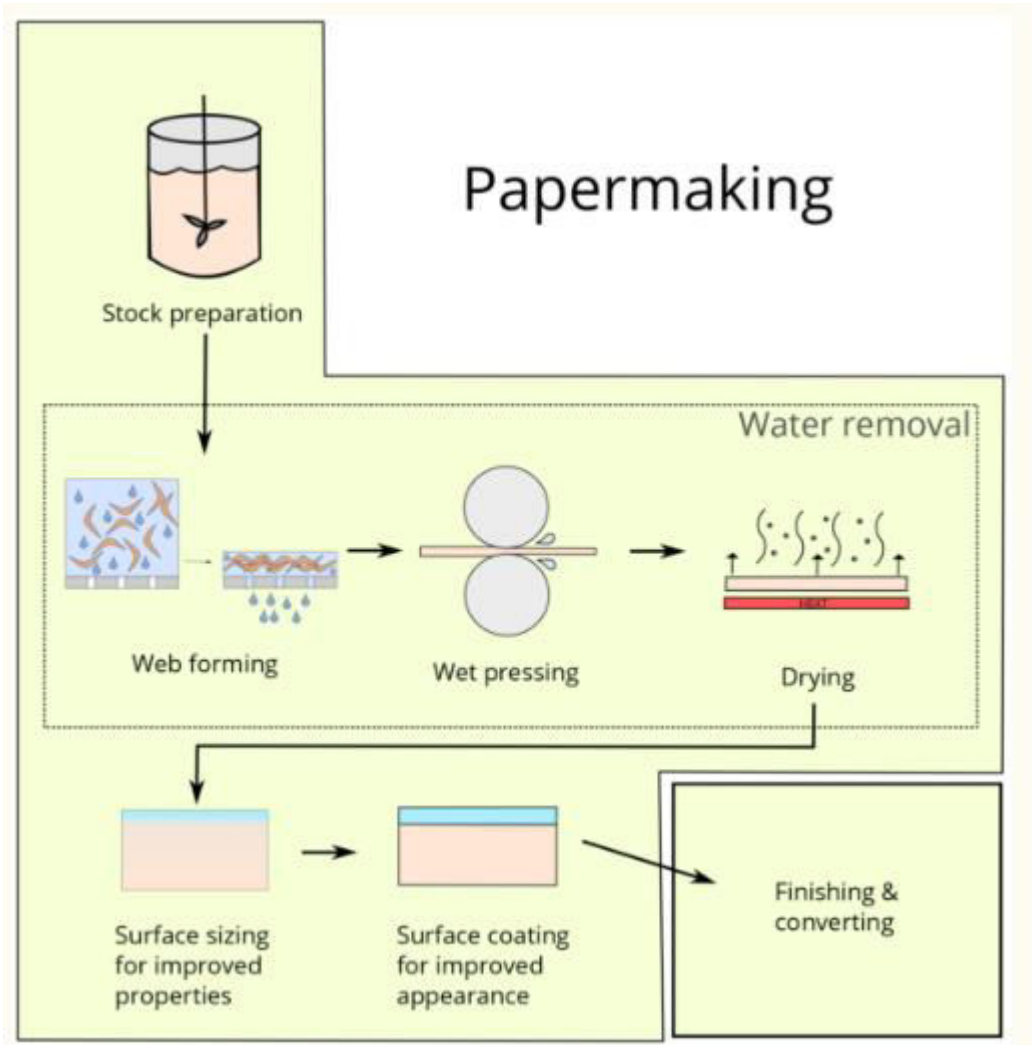 Papermaking
Stock preparation
Water removal
Web forming
Wet pressing
HEAT
Drying
Surface sizing
for improved
properties
Surface coating
for improved
appearance
Finishing &
converting